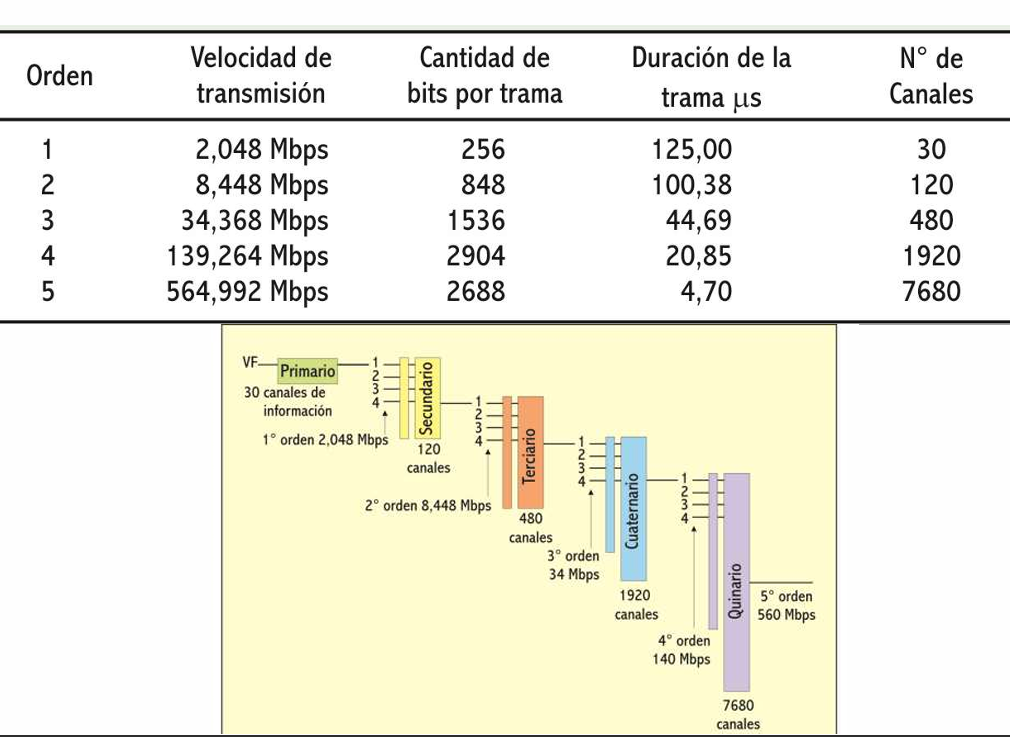 Orden Velocidad de transmisión Cantidad de bits por trama Duración de la trama μs N° de Canales
1 2,048 Mbps 256 125,00 30
2 8,448 Mbps 848 100,38 120
3 34,368 Mbps 1536 44,69 480
4 139,264 Mbps 2904 20,85 1920
5 564,992 Mbps 2688 4,70 7680
VF
Primario
30 canales de
información
1
2
3
4
1° orden 2,048 Mbps
Secundario
120
canales
1
2
3
4
2° orden 8,448 Mbps
Terciario
480
canales
1
2
3
4
3° orden
34 Mbps
Cuaternario
1920
canales
1
2
3
4
4° orden
140 Mbps
Quinario
5° orden
560 Mbps
7680
canales